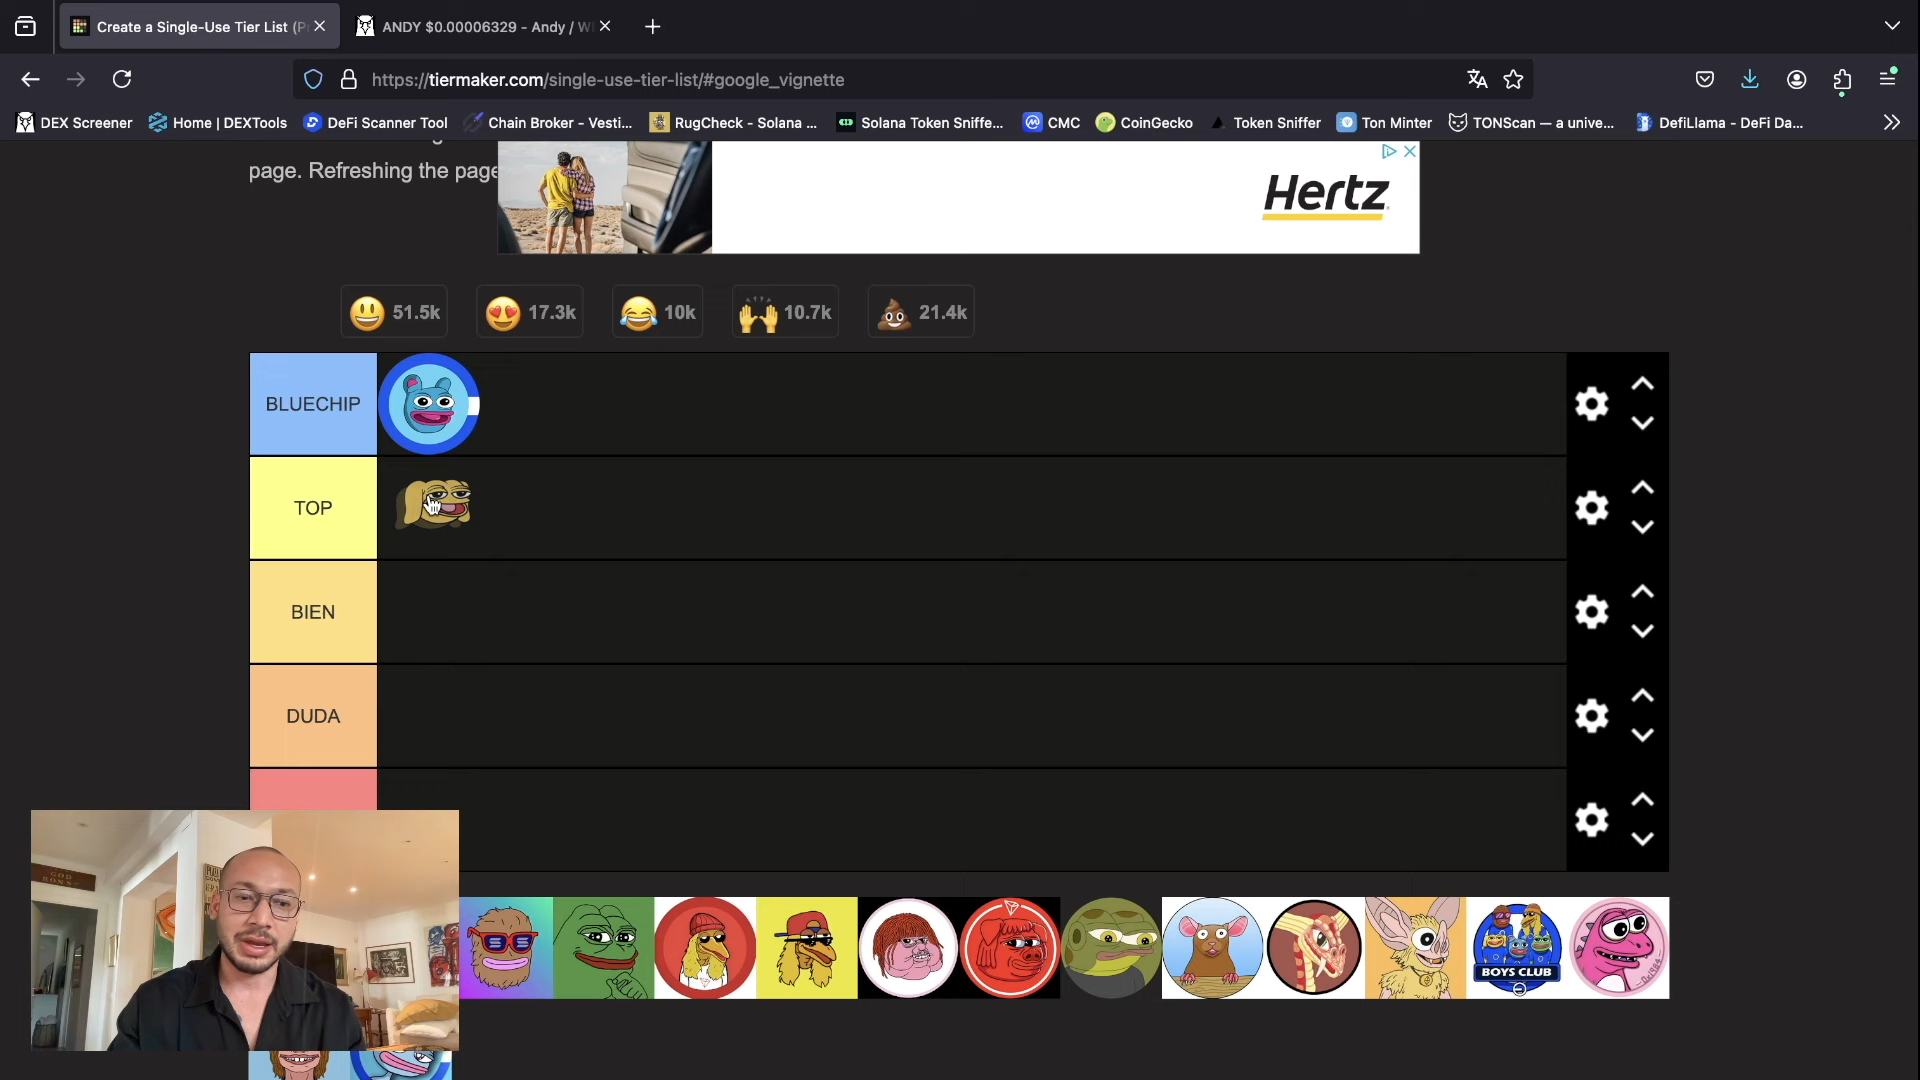 Create a Single-Use Tier List (P
ANDY $0.00006329 - Andy / W
https://tiermaker.com/single-use-tier-list/#google_vignette
DEX Screener
Home | DEXTools
DeFi Scanner Tool
Chain Broker - Vesti...
RugCheck - Solana ...
Solana Token Sniffe...
CMC
CoinGecko
Token Sniffer
Ton Minter
TONScan — a unive...
DefiLlama - DeFi Da...
page. Refreshing the page
Hertz
51.5k
17.3k
10k
10.7k
21.4k
BLUECHIP
TOP
BIEN
DUDA
BOYS CLUB